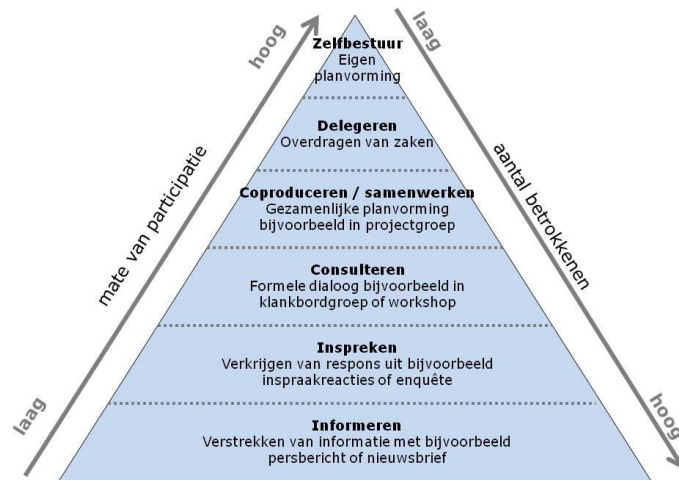 hoog
laag
Zelfbestuur
Eigen
planvorming
Delegeren
Overdragen van zaken
mate van participatie
aantal betrokkenen
Coproduceren / samenwerken
Gezamenlijke planvorming
bijvoorbeeld in projectgroep
Consulteren
Formele dialoog bijvoorbeeld in
klankbordgroep of workshop
Inspreken
Verkrijgen van respons uit bijvoorbeeld
inspraakreacties of enquête
laag
hoog
Informeren
Verstrekken van informatie met bijvoorbeeld
persbericht of nieuwsbrief